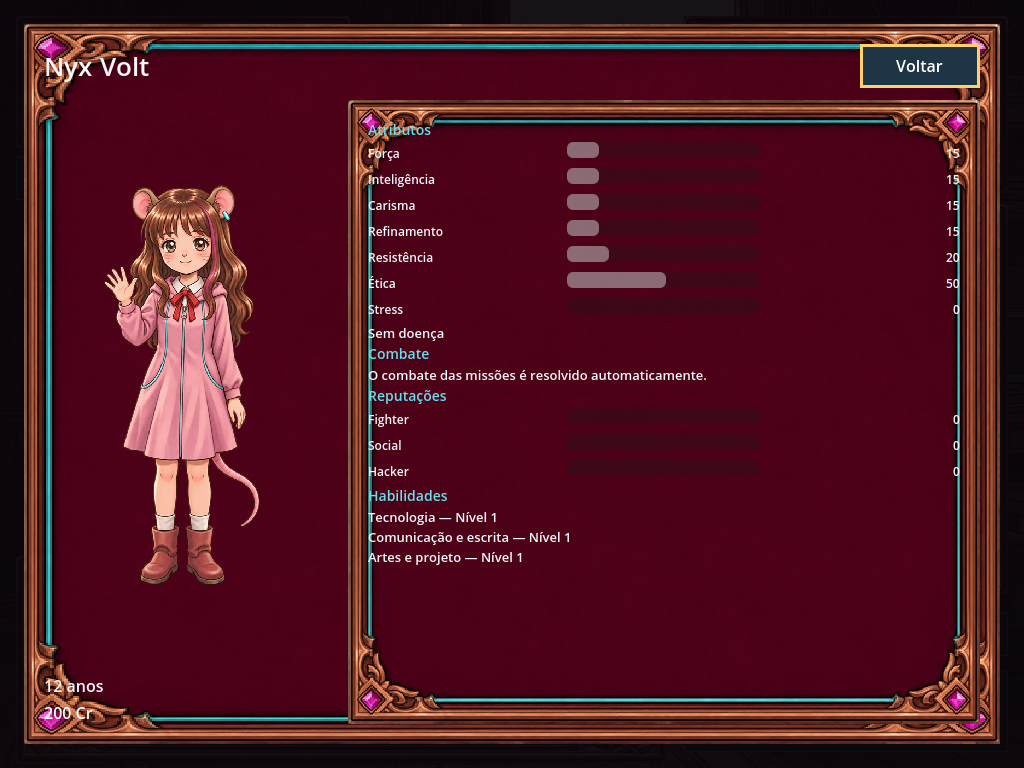 Nyx Volt
Voltar
Atributos
Força 15
Inteligência 15
Carisma 15
Refinamento 15
Resistência 20
Ética 50
Stress 0
Sem doença
Combate
O combate das missões é resolvido automaticamente.
Reputações
Fighter 0
Social 0
Hacker 0
Habilidades
Tecnologia — Nível 1
Comunicação e escrita — Nível 1
Artes e projeto — Nível 1
12 anos
200 Cr